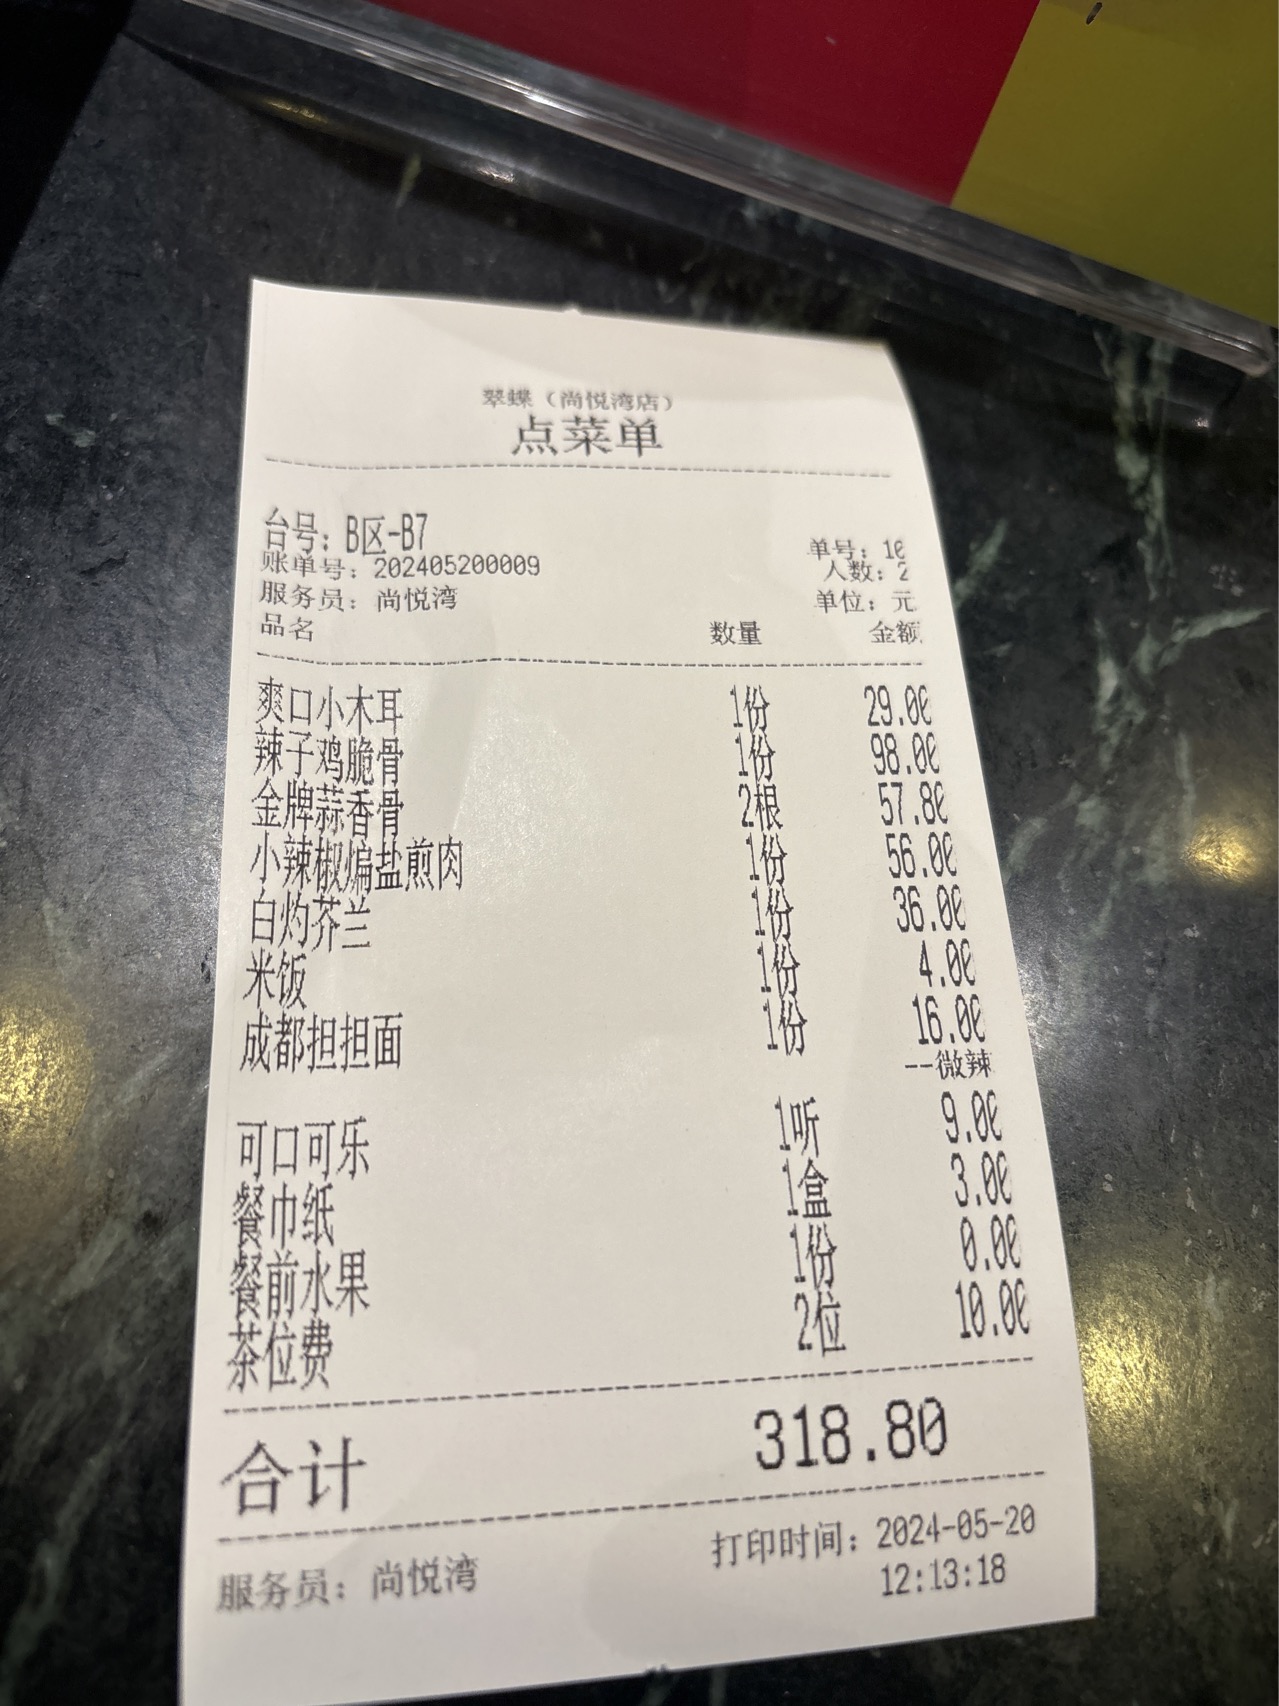 翠蝶（尚悦湾店）
点菜单
台号：B区-B7
单号：10
账单号：202405200009
人数：2
服务员：尚悦湾
单位：元
品名 数量 金额
爽口小木耳 1份 29.00
辣子鸡脆骨 1份 98.00
金牌蒜香骨 2根 57.80
小辣椒煸盐煎肉 1份 56.00
白灼芥兰 1份 36.00
米饭 1份 4.00
成都担担面 1份 16.00
--微辣
可口可乐 1听 9.00
餐巾纸 1盒 3.00
餐前水果 1份 0.00
茶位费 2位 10.00
合计 318.80
服务员：尚悦湾 打印时间：2024-05-20
12:13:18